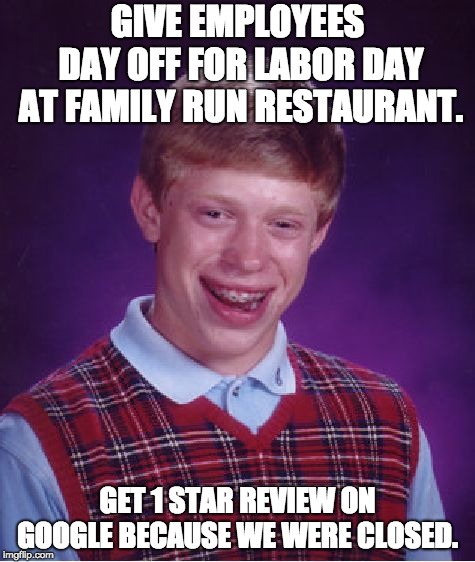 GIVE EMPLOYEES
DAY OFF FOR LABOR DAY
AT FAMILY RUN RESTAURANT.
GET 1 STAR REVIEW ON
GOOGLE BECAUSE WE WERE CLOSED.
imgflip.com